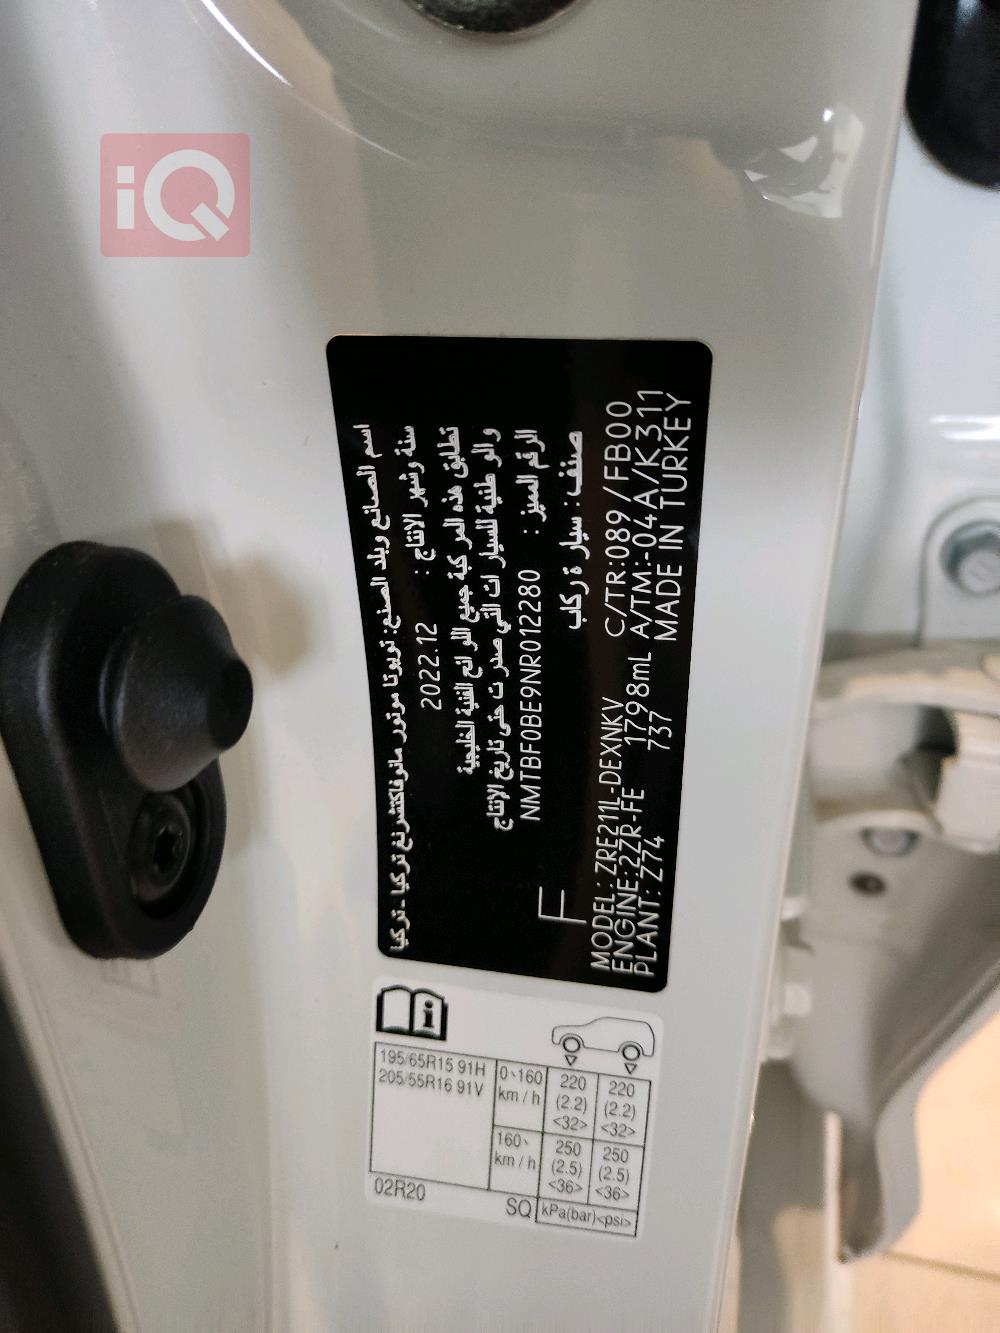 iQ
اسم الصانع وبلد الصنع: تويوتا موتور مانوفاكتشرنغ تركيا - تركيا
سنة وشهر الانتاج : 2022.12
تطابق هذه المركبة جميع اللوائح الفنية الخليجية
والوطنية للسيارات التي صدرت حتى تاريخ الإنتاج
الرقم المميز : NMTBF0BE9NR012280
صنف: سيارة ركاب
F
MODEL: ZRE211L-DEXNKV C/TR:089/FB00
ENGINE:2ZR-FE 1798mL A/TM:-04A/K311
PLANT: Z74 737 MADE IN TURKEY
i
195/65R15 91H
205/55R16 91V
0、160 km/h
220 (2.2) <32>
220 (2.2) <32>
160、 km/h
250 (2.5) <36>
250 (2.5) <36>
02R20 SQ kPa(bar)<psi>